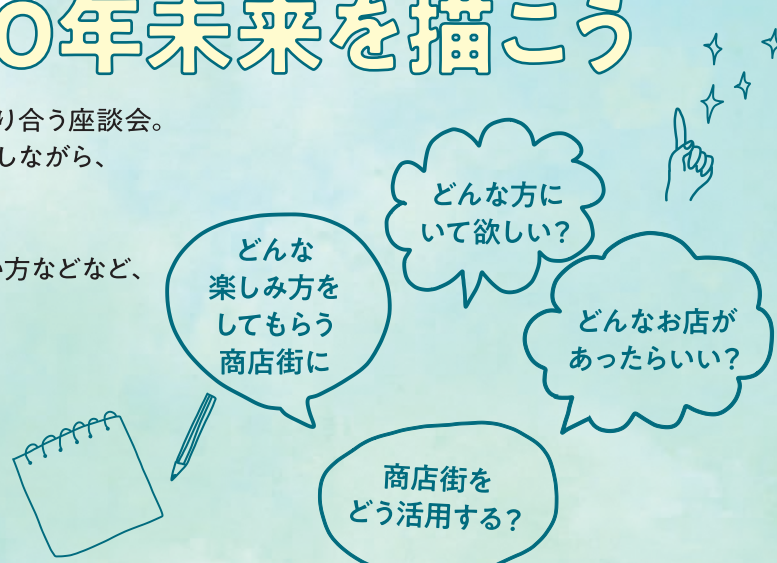 0年未来を描こう
り合う座談会。
しながら、
い方などなど、
どんな方に
いて欲しい?
どんな
楽しみ方を
してもらう
商店街に
どんなお店が
あったらいい?
商店街を
どう活用する?